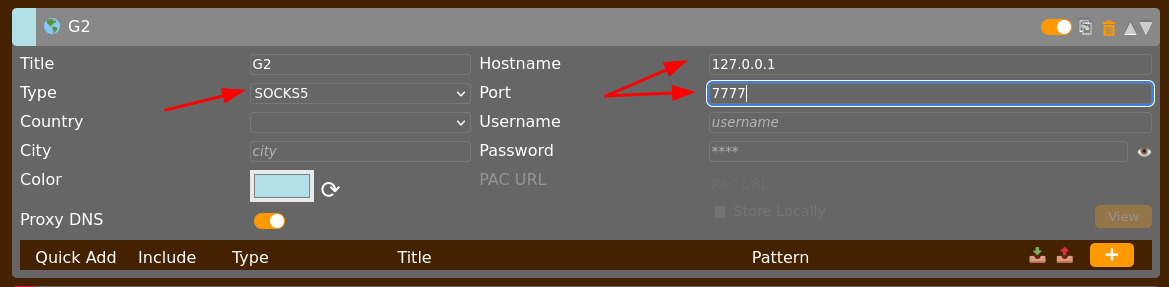 G2
Title G2 Hostname 127.0.0.1
Type SOCKS5 Port 7777
Country Username username
City city Password ****
Color PAC URL PAC URL
Store Locally View
Proxy DNS
Quick Add Include Type Title Pattern +